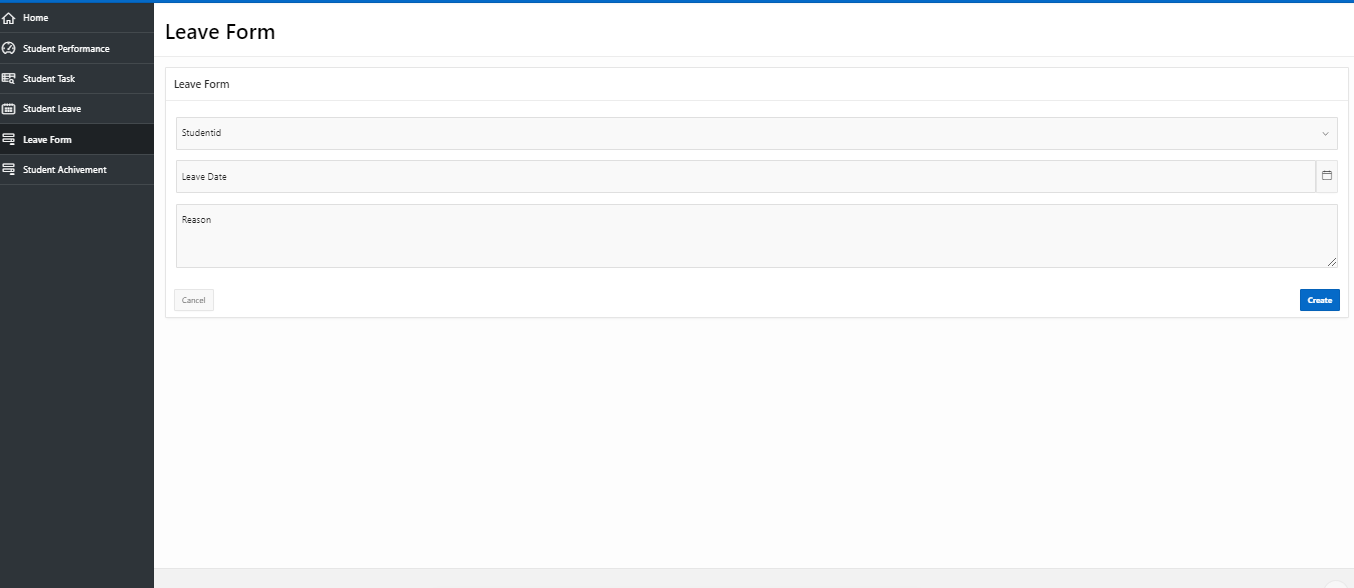 Home
Student Performance
Student Task
Student Leave
Leave Form
Student Achivement
Leave Form
Leave Form
Studentid
Leave Date
Reason
Cancel
Create